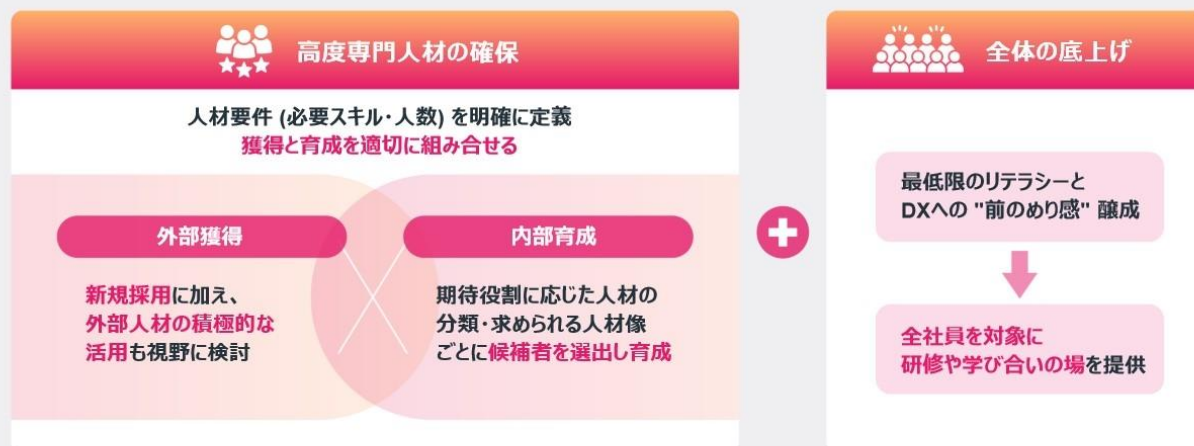 高度専門人材の確保
人材要件 (必要スキル・人数) を明確に定義
獲得と育成を適切に組み合せる
外部獲得
新規採用に加え、
外部人材の積極的な
活用も視野に検討
内部育成
期待役割に応じた人材の
分類・求められる人材像
ごとに候補者を選出し育成
全体の底上げ
最低限のリテラシーと
DXへの "前のめり感" 醸成
全社員を対象に
研修や学び合いの場を提供